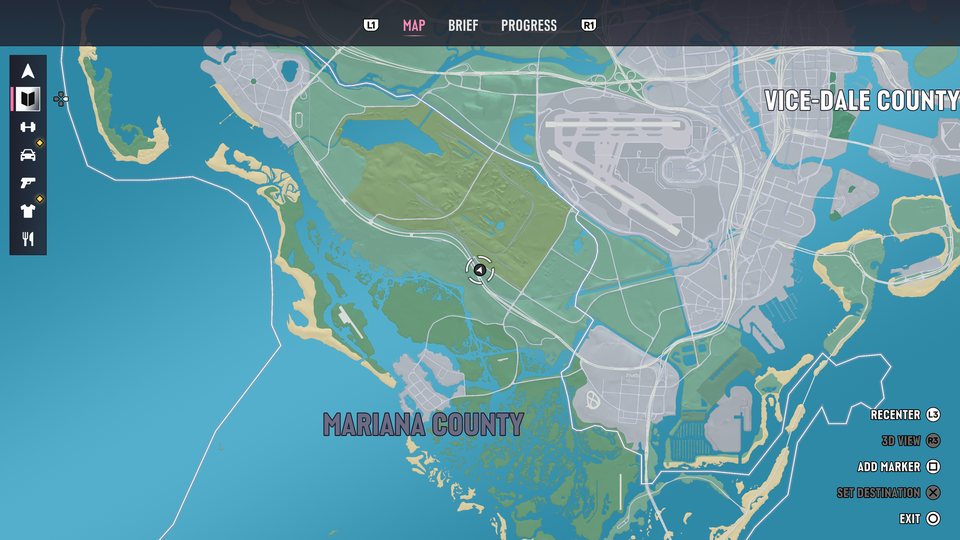 L1 MAP BRIEF PROGRESS R1
VICE-DALE COUNTY
MARIANA COUNTY
RECENTER L3
3D VIEW R3
ADD MARKER
SET DESTINATION
EXIT